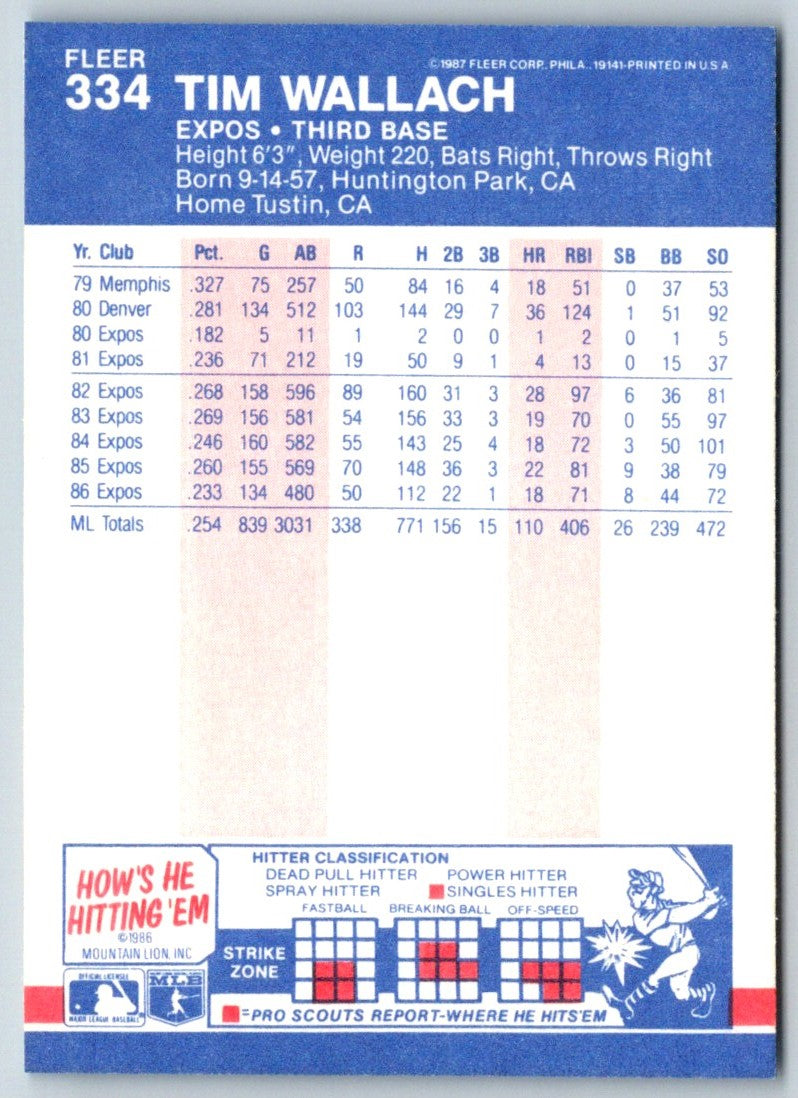 FLEER
©1987 FLEER CORP. PHILA. 19141-PRINTED IN U S A
334 TIM WALLACH
EXPOS • THIRD BASE
Height 6'3", Weight 220, Bats Right, Throws Right
Born 9-14-57, Huntington Park, CA
Home Tustin, CA
Yr. Club Pct. G AB R H 2B 3B HR RBI SB BB SO
79 Memphis .327 75 257 50 84 16 4 18 51 0 37 53
80 Denver .281 134 512 103 144 29 7 36 124 1 51 92
80 Expos .182 5 11 1 2 0 0 1 2 0 1 5
81 Expos .236 71 212 19 50 9 1 4 13 0 15 37
82 Expos .268 158 596 89 160 31 3 28 97 6 36 81
83 Expos .269 156 581 54 156 33 3 19 70 0 55 97
84 Expos .246 160 582 55 143 25 4 18 72 3 50 101
85 Expos .260 155 569 70 148 36 3 22 81 9 38 79
86 Expos .233 134 480 50 112 22 1 18 71 8 44 72
ML Totals .254 839 3031 338 771 156 15 110 406 26 239 472
HOW'S HE
HITTING 'EM
©1986
MOUNTAIN LION, INC
HITTER CLASSIFICATION
DEAD PULL HITTER POWER HITTER
SPRAY HITTER SINGLES HITTER
FASTBALL BREAKING BALL OFF-SPEED
STRIKE
ZONE
=PRO SCOUTS REPORT-WHERE HE HITS'EM
OFFICIAL LICENSEE
MAJOR LEAGUE BASEBALL
MLB